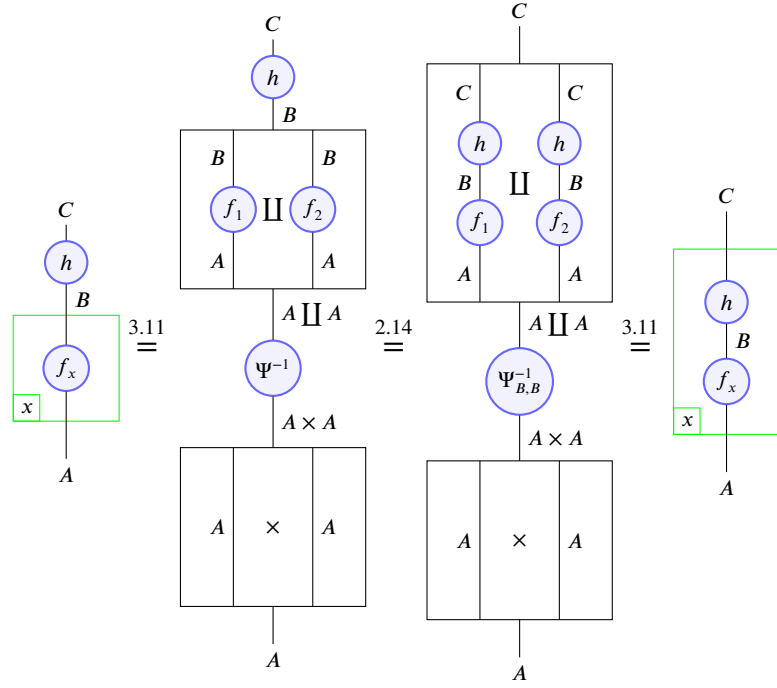 C
h
B
f_x
x
A
3.11
=
C
h
B
B B
f_1 ∐ f_2
A A
A ∐ A
Ψ^{-1}
A × A
A × A
A
2.14
=
C
C C
h h
B ∐ B
f_1 f_2
A A
A ∐ A
Ψ^{-1}_{B,B}
A × A
A × A
A
3.11
=
C
h
B
f_x
x
A